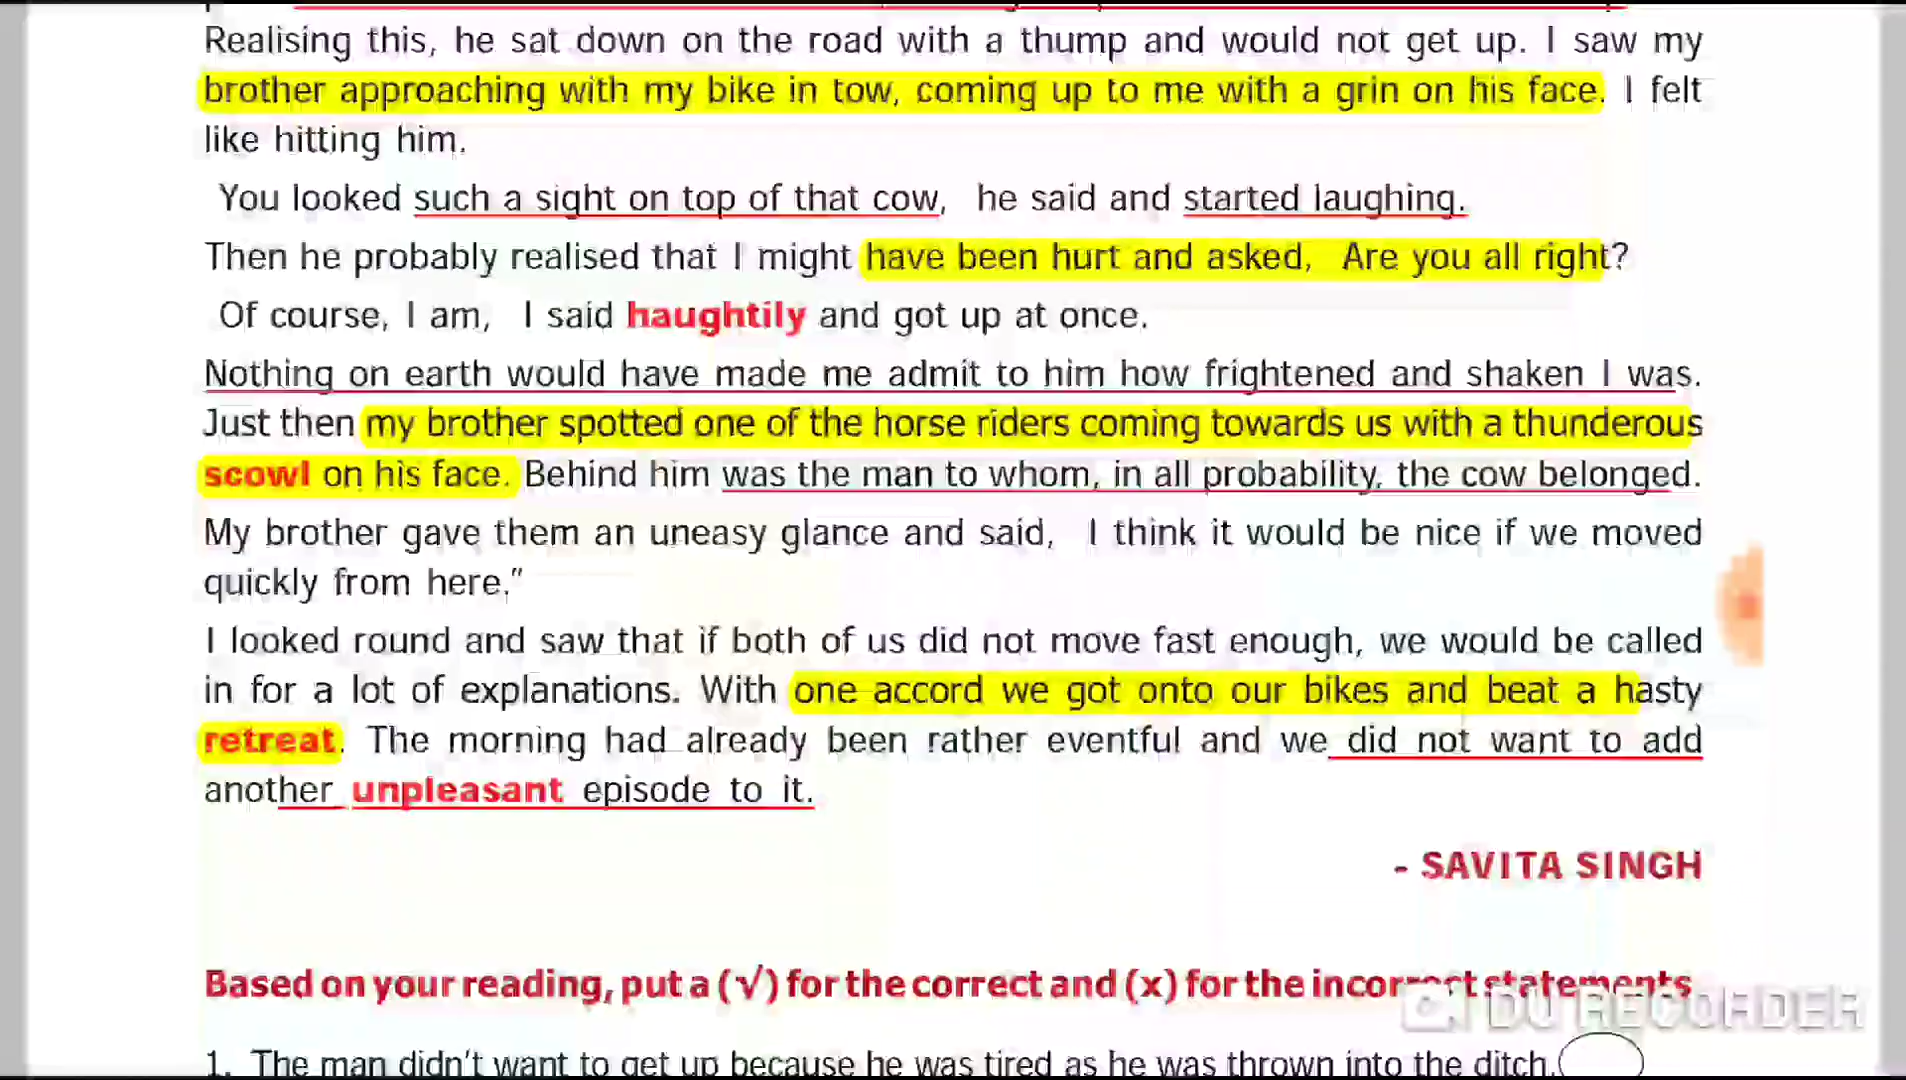 Realising this, he sat down on the road with a thump and would not get up. I saw my
brother approaching with my bike in tow, coming up to me with a grin on his face. I felt
like hitting him.
You looked such a sight on top of that cow, he said and started laughing.
Then he probably realised that I might have been hurt and asked, Are you all right?
Of course, I am, I said haughtily and got up at once.
Nothing on earth would have made me admit to him how frightened and shaken I was.
Just then my brother spotted one of the horse riders coming towards us with a thunderous
scowl on his face. Behind him was the man to whom, in all probability, the cow belonged.
My brother gave them an uneasy glance and said, I think it would be nice if we moved
quickly from here."
I looked round and saw that if both of us did not move fast enough, we would be called
in for a lot of explanations. With one accord we got onto our bikes and beat a hasty
retreat. The morning had already been rather eventful and we did not want to add
another unpleasant episode to it.
- SAVITA SINGH
Based on your reading, put a (√) for the correct and (x) for the incorrect statements
DU RECORDER
1. The man didn't want to get up because he was tired as he was thrown into the ditch.